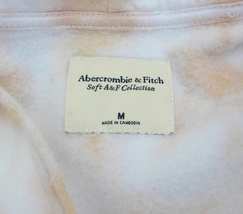 Abercrombie & Fitch
Soft A&F Collection
M
MADE IN CAMBODIA